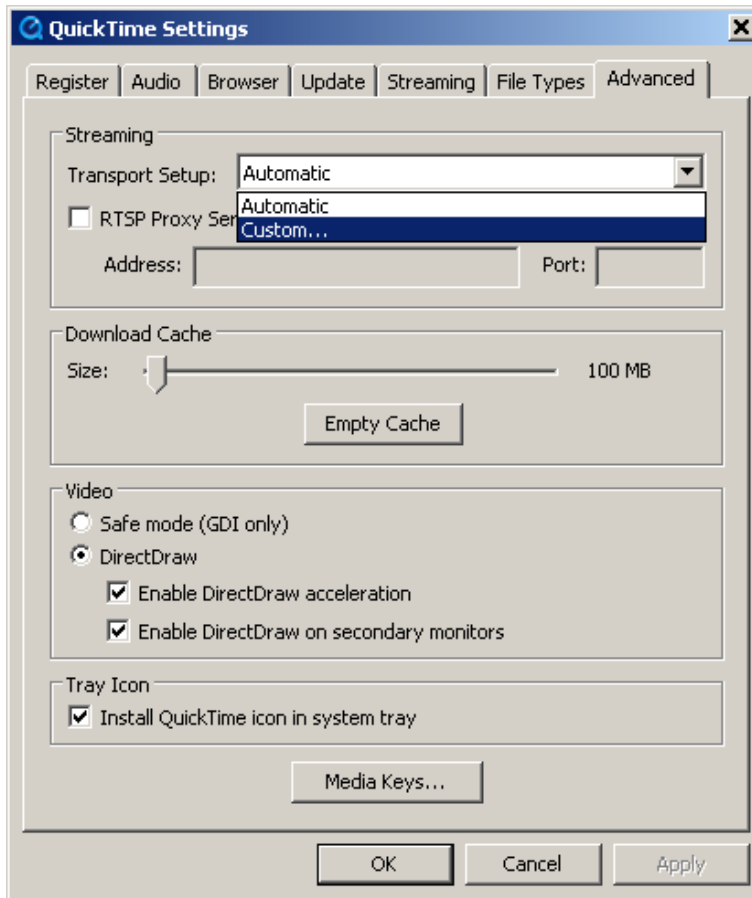 QuickTime Settings
Register Audio Browser Update Streaming File Types Advanced
Streaming
Transport Setup: Automatic
Automatic
RTSP Proxy Ser
Custom...
Address: Port:
Download Cache
Size: 100 MB
Empty Cache
Video
Safe mode (GDI only)
DirectDraw
Enable DirectDraw acceleration
Enable DirectDraw on secondary monitors
Tray Icon
Install QuickTime icon in system tray
Media Keys...
OK Cancel Apply